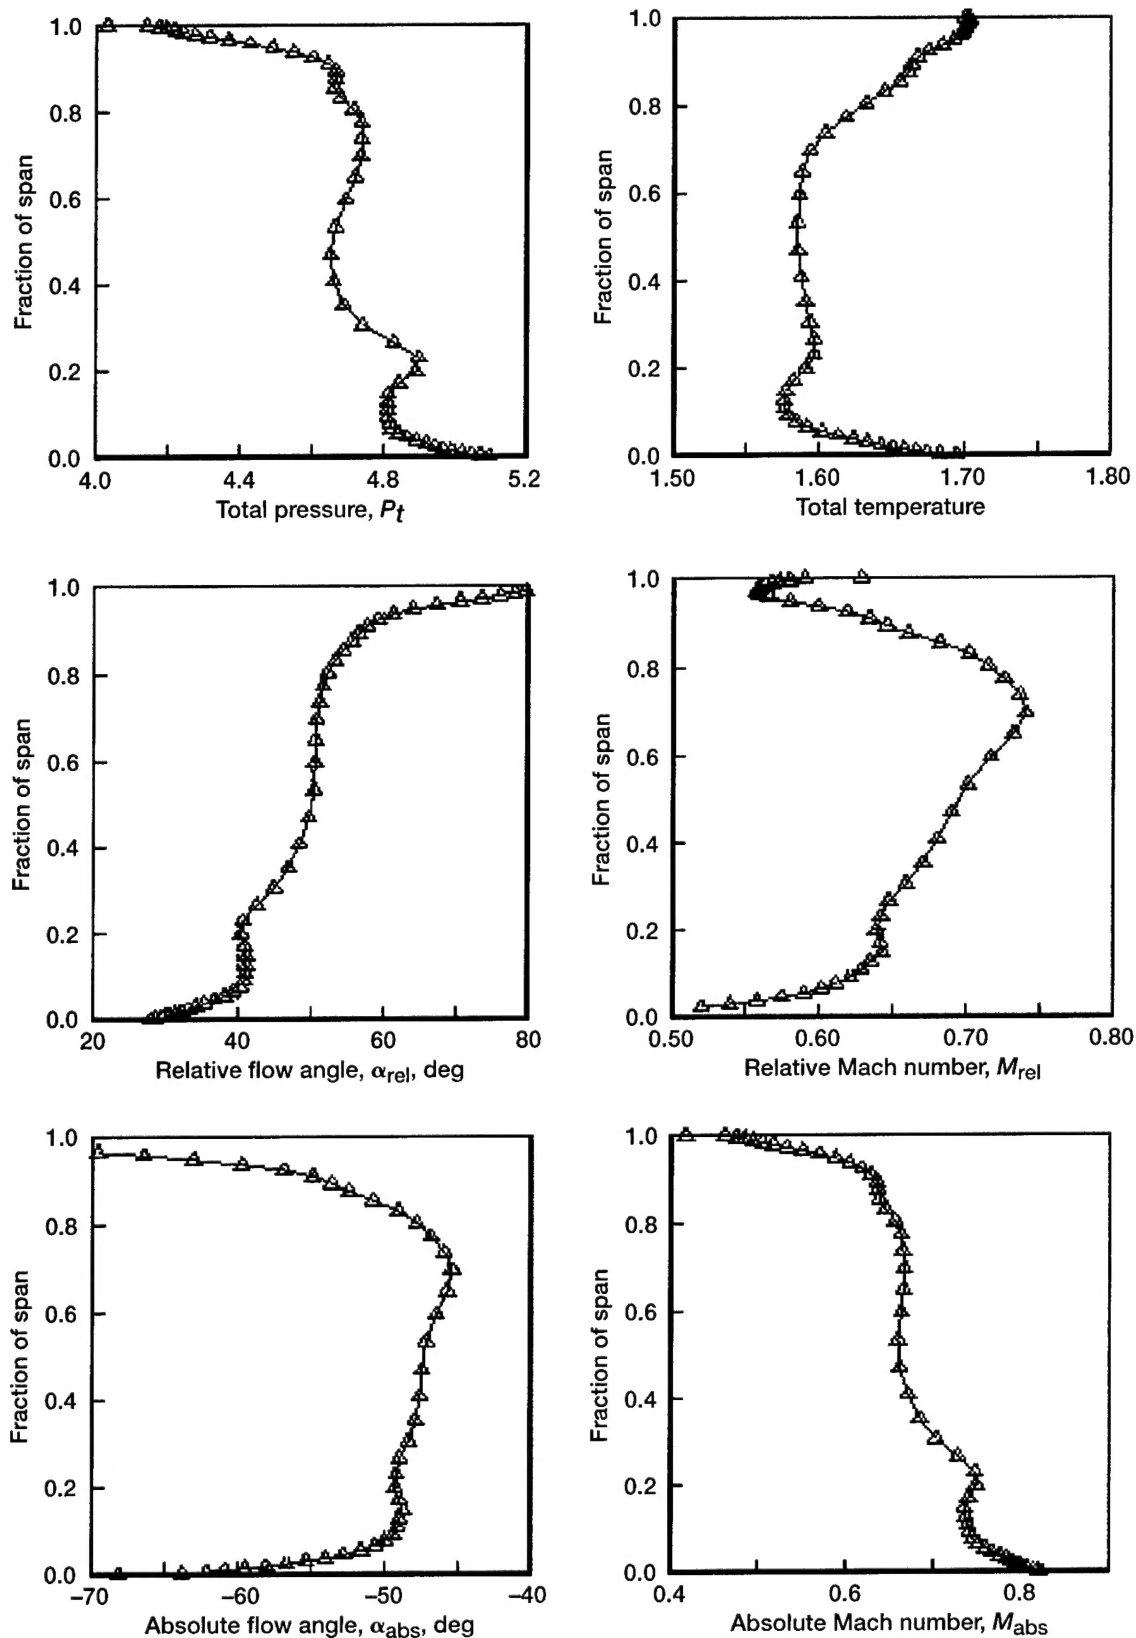 1.0
0.8
0.6
0.4
0.2
0.0
Fraction of span
4.0 4.4 4.8 5.2
Total pressure, Pt
1.0
0.8
0.6
0.4
0.2
0.0
Fraction of span
1.50 1.60 1.70 1.80
Total temperature
1.0
0.8
0.6
0.4
0.2
0.0
Fraction of span
20 40 60 80
Relative flow angle, αrel, deg
1.0
0.8
0.6
0.4
0.2
0.0
Fraction of span
0.50 0.60 0.70 0.80
Relative Mach number, Mrel
1.0
0.8
0.6
0.4
0.2
0.0
Fraction of span
–70 –60 –50 –40
Absolute flow angle, αabs, deg
1.0
0.8
0.6
0.4
0.2
0.0
Fraction of span
0.4 0.6 0.8
Absolute Mach number, Mabs